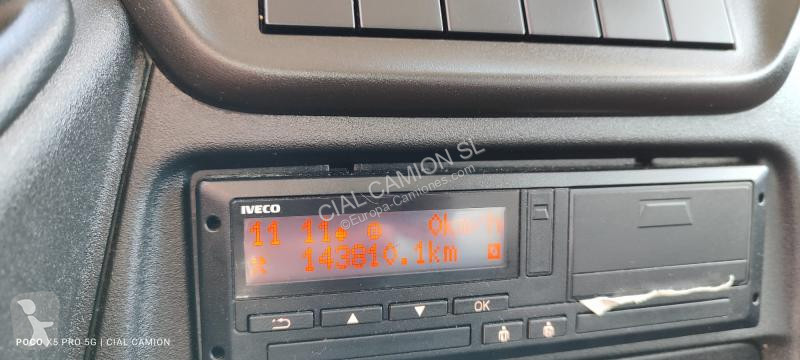 IVECO
11 11 0km/h
143810.1km
OK
CIAL CAMION SL
©Europa-Camiones.com
POCO X5 PRO 5G | CIAL CAMION